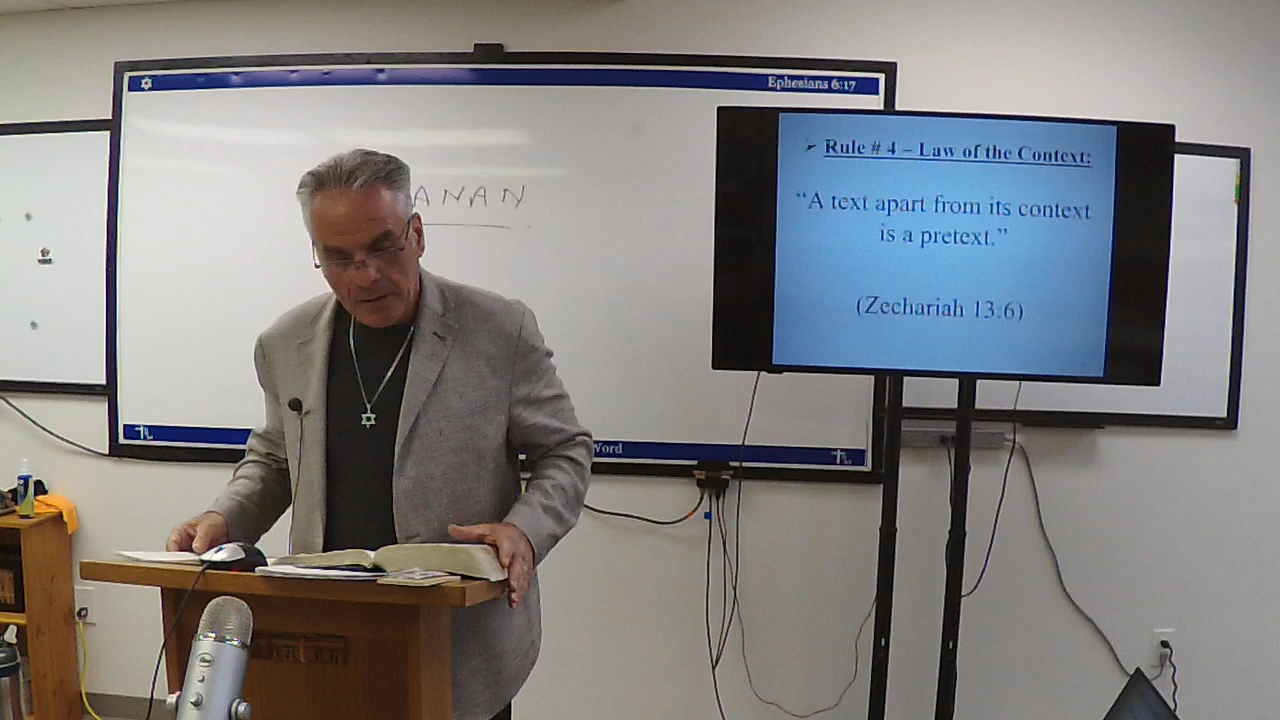 Ephesians 6:17
ANAN
➢ Rule # 4 – Law of the Context:
“A text apart from its context
is a pretext.”
(Zechariah 13:6)
Word